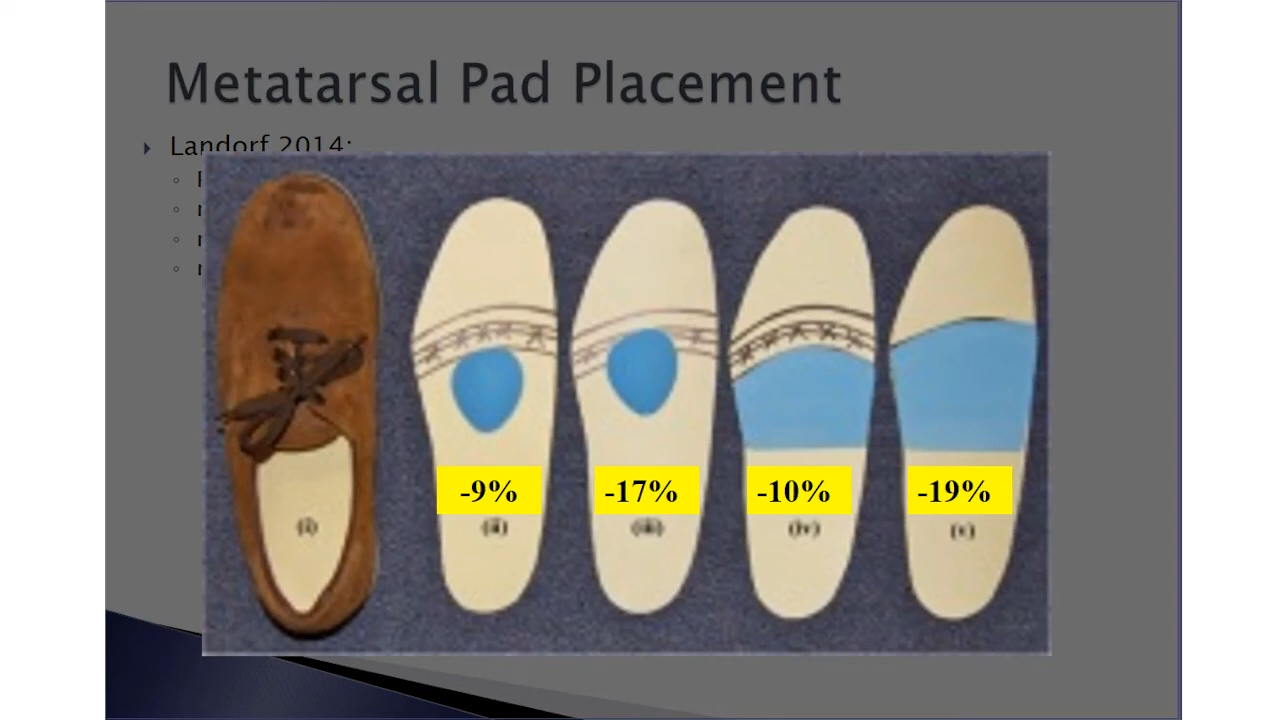 Metatarsal Pad Placement
Landorf 2014:
-9%
-17%
-10%
-19%
(i)
(ii)
(iii)
(iv)
(v)